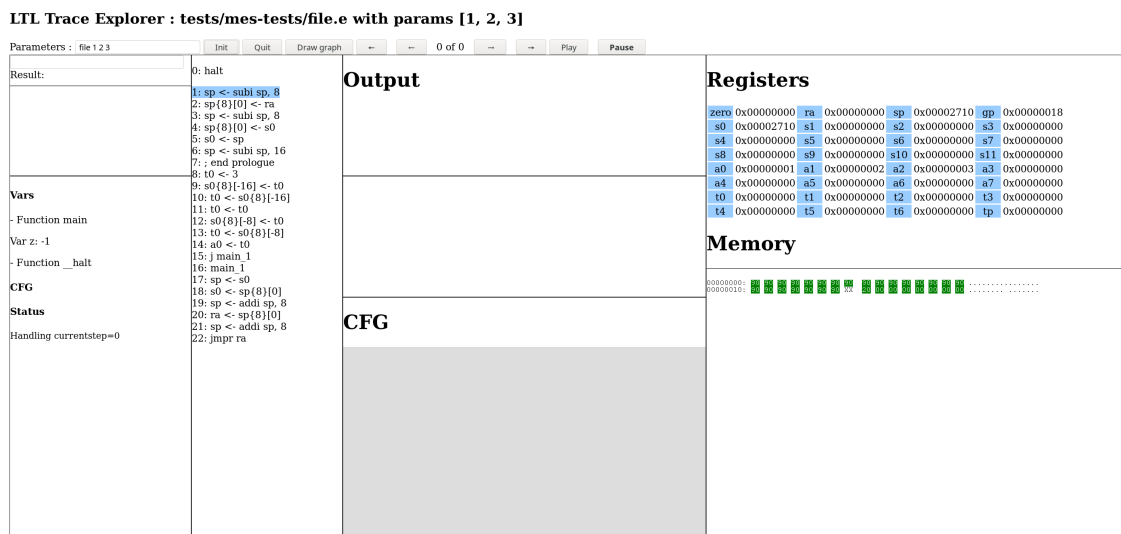 LTL Trace Explorer : tests/mes-tests/file.e with params [1, 2, 3]
Parameters : file 1 2 3 Init Quit Draw graph ← ← 0 of 0 → → Play Pause
Result:
Vars
- Function main
Var z: -1
- Function __halt
CFG
Status
Handling currentstep=0
0: halt
1: sp <- subi sp, 8
2: sp{8}[0] <- ra
3: sp <- subi sp, 8
4: sp{8}[0] <- s0
5: s0 <- sp
6: sp <- subi sp, 16
7: ; end prologue
8: t0 <- 3
9: s0{8}[-16] <- t0
10: t0 <- s0{8}[-16]
11: t0 <- t0
12: s0{8}[-8] <- t0
13: t0 <- s0{8}[-8]
14: a0 <- t0
15: j main_1
16: main_1
17: sp <- s0
18: s0 <- sp{8}[0]
19: sp <- addi sp, 8
20: ra <- sp{8}[0]
21: sp <- addi sp, 8
22: jmpr ra
Output
CFG
Registers
zero 0x00000000 ra 0x00000000 sp 0x00002710 gp 0x00000018
s0 0x00002710 s1 0x00000000 s2 0x00000000 s3 0x00000000
s4 0x00000000 s5 0x00000000 s6 0x00000000 s7 0x00000000
s8 0x00000000 s9 0x00000000 s10 0x00000000 s11 0x00000000
a0 0x00000001 a1 0x00000002 a2 0x00000003 a3 0x00000000
a4 0x00000000 a5 0x00000000 a6 0x00000000 a7 0x00000000
t0 0x00000000 t1 0x00000000 t2 0x00000000 t3 0x00000000
t4 0x00000000 t5 0x00000000 t6 0x00000000 tp 0x00000000
Memory
00000000:
00000010: